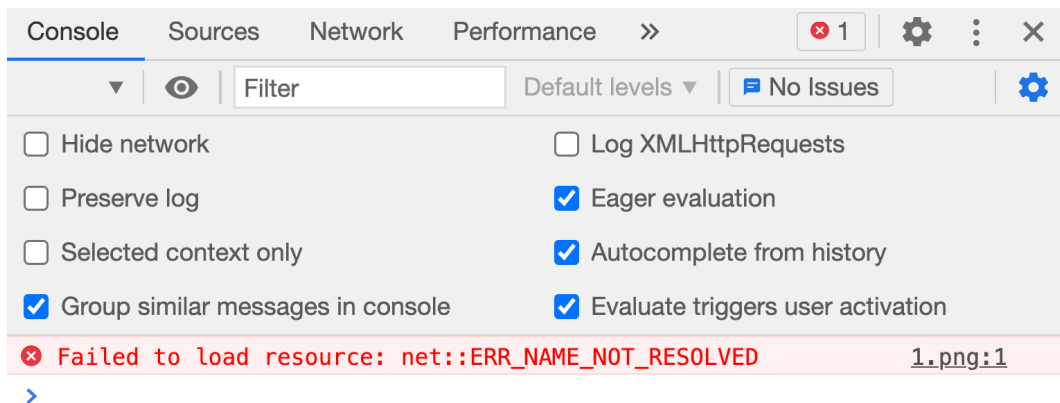 Console Sources Network Performance 1
Filter Default levels No Issues
Hide network Log XMLHttpRequests
Preserve log Eager evaluation
Selected context only Autocomplete from history
Group similar messages in console Evaluate triggers user activation
Failed to load resource: net::ERR_NAME_NOT_RESOLVED 1.png:1